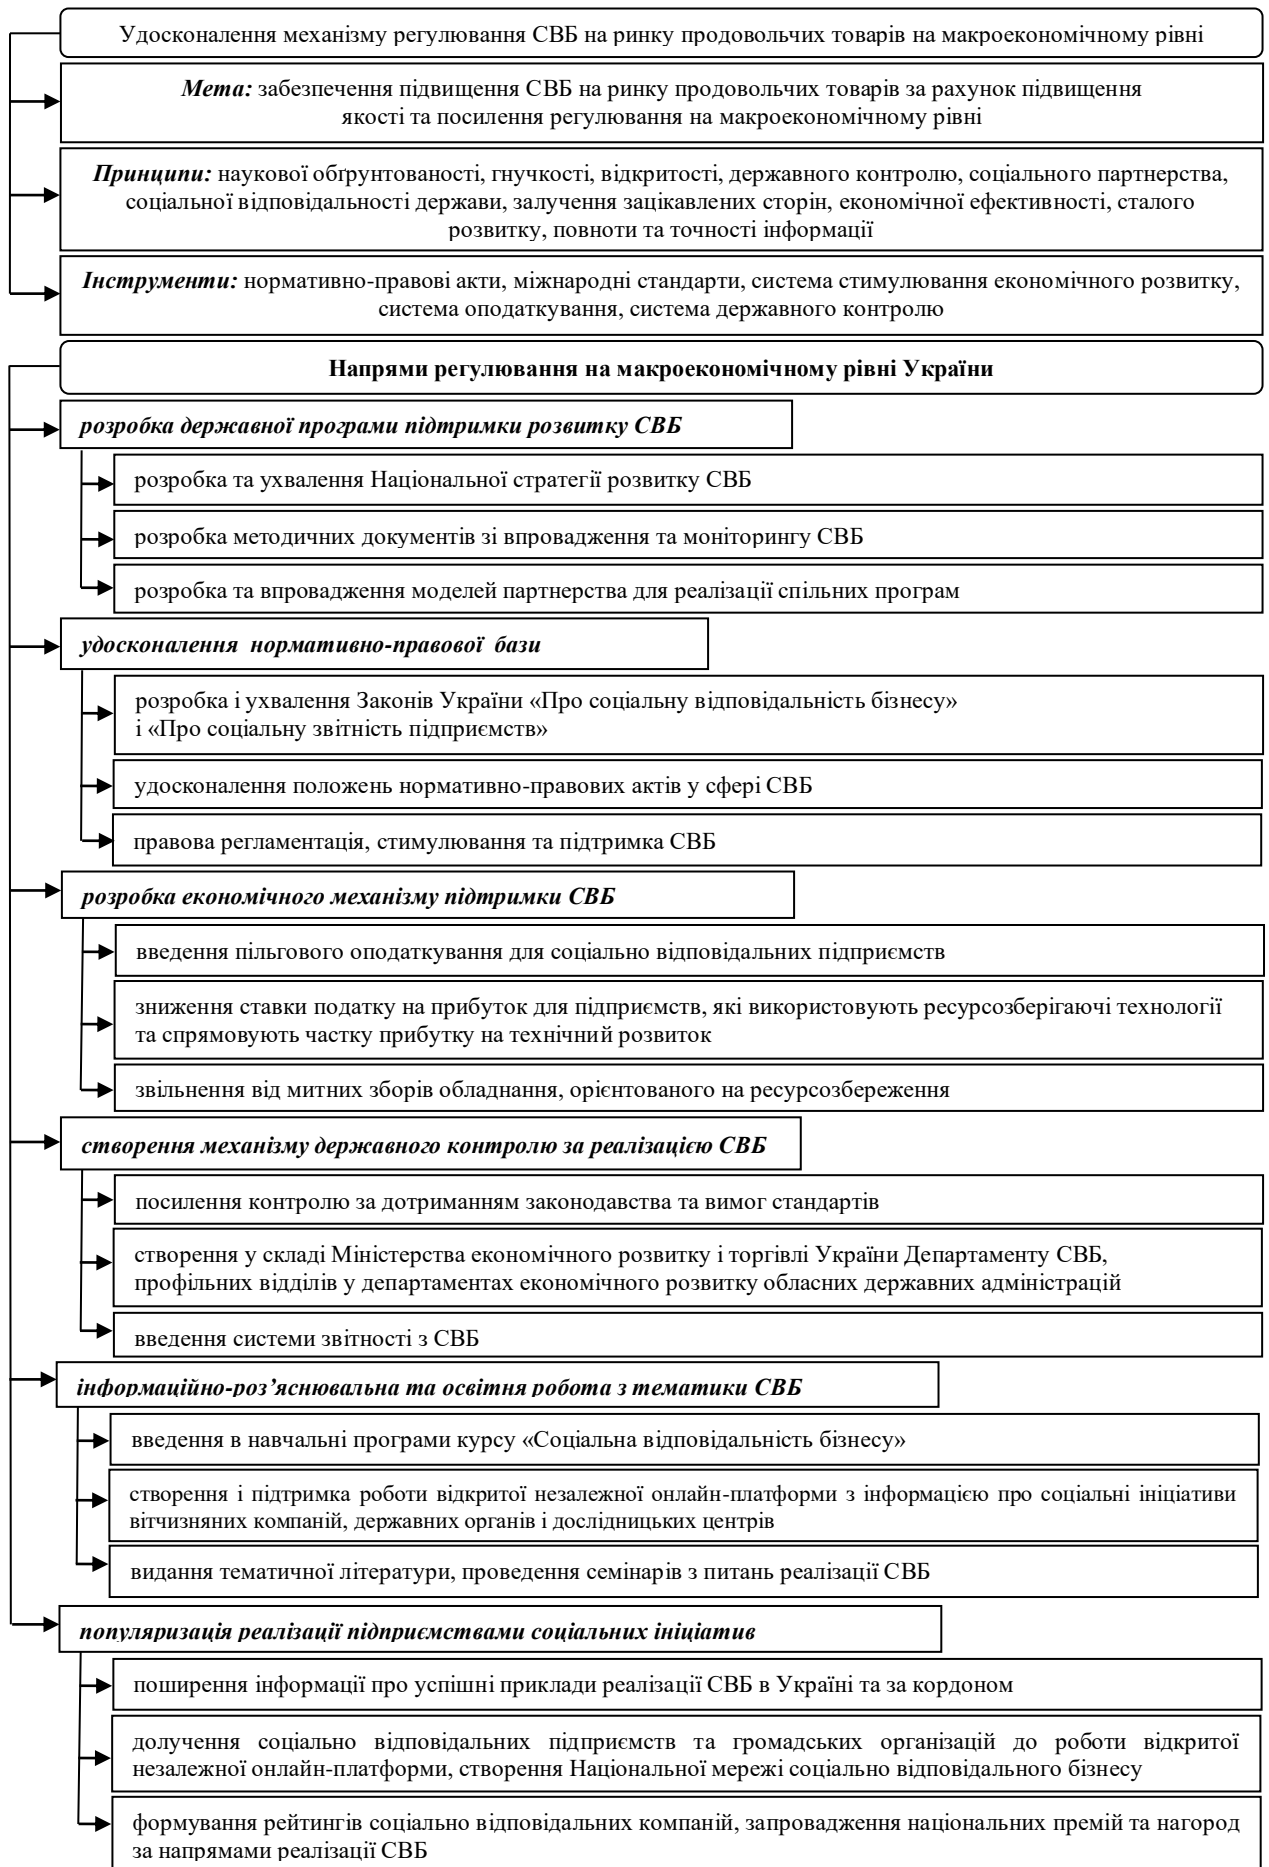 Удосконалення механізму регулювання СВБ на ринку продовольчих товарів на макроекономічному рівні
Мета: забезпечення підвищення СВБ на ринку продовольчих товарів за рахунок підвищення
якості та посилення регулювання на макроекономічному рівні
Принципи: наукової обґрунтованості, гнучкості, відкритості, державного контролю, соціального партнерства,
соціальної відповідальності держави, залучення зацікавлених сторін, економічної ефективності, сталого
розвитку, повноти та точності інформації
Інструменти: нормативно-правові акти, міжнародні стандарти, система стимулювання економічного розвитку,
система оподаткування, система державного контролю
Напрями регулювання на макроекономічному рівні України
розробка державної програми підтримки розвитку СВБ
розробка та ухвалення Національної стратегії розвитку СВБ
розробка методичних документів зі впровадження та моніторингу СВБ
розробка та впровадження моделей партнерства для реалізації спільних програм
удосконалення нормативно-правової бази
розробка і ухвалення Законів України «Про соціальну відповідальність бізнесу»
і «Про соціальну звітність підприємств»
удосконалення положень нормативно-правових актів у сфері СВБ
правова регламентація, стимулювання та підтримка СВБ
розробка економічного механізму підтримки СВБ
введення пільгового оподаткування для соціально відповідальних підприємств
зниження ставки податку на прибуток для підприємств, які використовують ресурсозберігаючі технології
та спрямовують частку прибутку на технічний розвиток
звільнення від митних зборів обладнання, орієнтованого на ресурсозбереження
створення механізму державного контролю за реалізацією СВБ
посилення контролю за дотриманням законодавства та вимог стандартів
створення у складі Міністерства економічного розвитку і торгівлі України Департаменту СВБ,
профільних відділів у департаментах економічного розвитку обласних державних адміністрацій
введення системи звітності з СВБ
інформаційно-роз’яснювальна та освітня робота з тематики СВБ
введення в навчальні програми курсу «Соціальна відповідальність бізнесу»
створення і підтримка роботи відкритої незалежної онлайн-платформи з інформацією про соціальні ініціативи
вітчизняних компаній, державних органів і дослідницьких центрів
видання тематичної літератури, проведення семінарів з питань реалізації СВБ
популяризація реалізації підприємствами соціальних ініціатив
поширення інформації про успішні приклади реалізації СВБ в Україні та за кордоном
долучення соціально відповідальних підприємств та громадських організацій до роботи відкритої
незалежної онлайн-платформи, створення Національної мережі соціально відповідального бізнесу
формування рейтингів соціально відповідальних компаній, запровадження національних премій та нагород
за напрямами реалізації СВБ